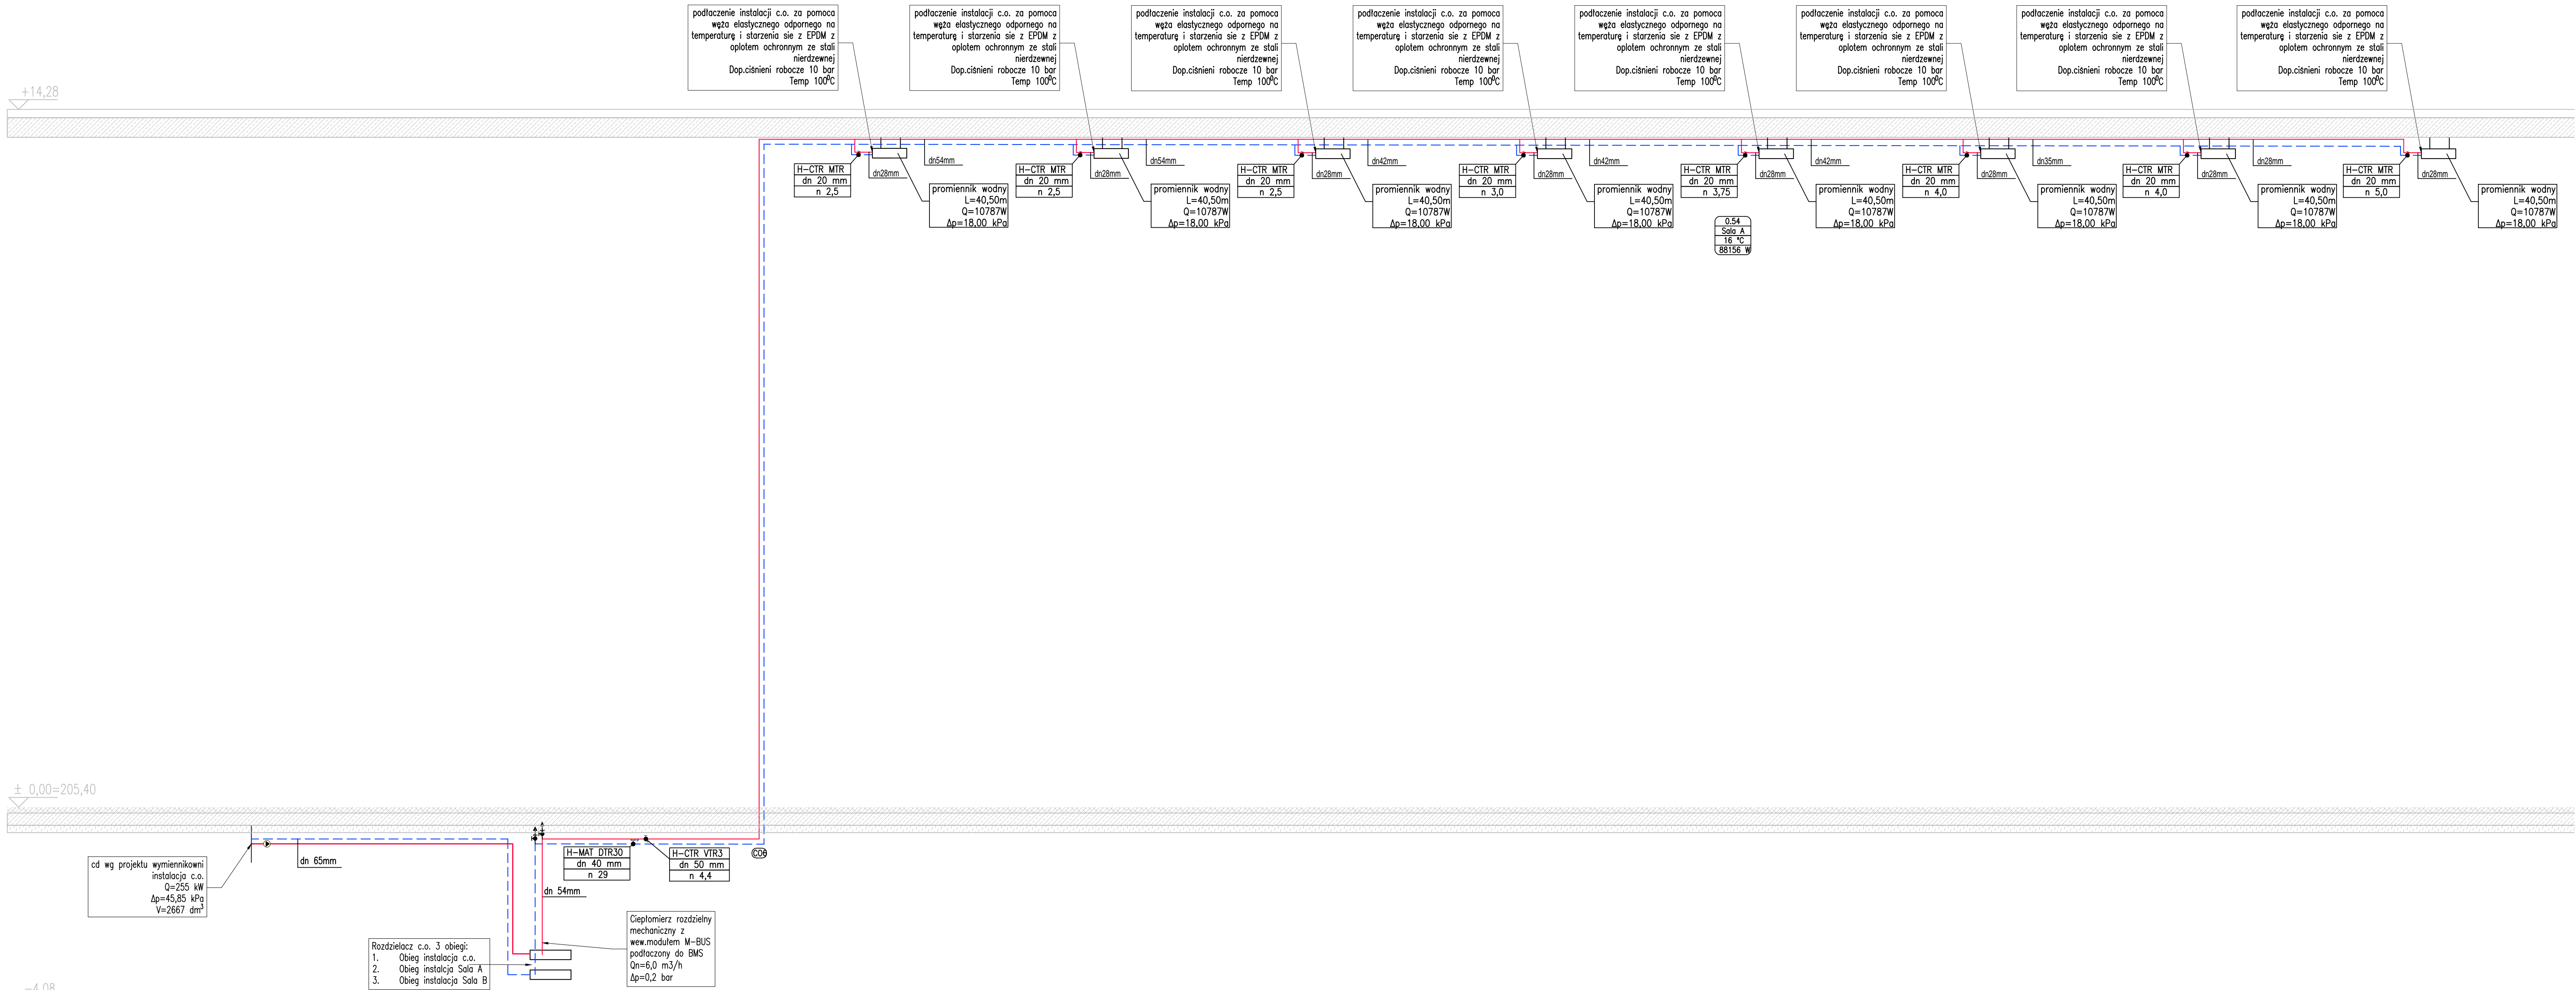 podłaczenie instalacji c.o. za pomoca
węża elastycznego odpornego na
temperaturę i starzenia sie z EPDM z
oplotem ochronnym ze stali
nierdzewnej
Dop.ciśnieni robocze 10 bar
Temp 100⁰C
podłaczenie instalacji c.o. za pomoca
węża elastycznego odpornego na
temperaturę i starzenia sie z EPDM z
oplotem ochronnym ze stali
nierdzewnej
Dop.ciśnieni robocze 10 bar
Temp 100⁰C
podłaczenie instalacji c.o. za pomoca
węża elastycznego odpornego na
temperaturę i starzenia sie z EPDM z
oplotem ochronnym ze stali
nierdzewnej
Dop.ciśnieni robocze 10 bar
Temp 100⁰C
podłaczenie instalacji c.o. za pomoca
węża elastycznego odpornego na
temperaturę i starzenia sie z EPDM z
oplotem ochronnym ze stali
nierdzewnej
Dop.ciśnieni robocze 10 bar
Temp 100⁰C
podłaczenie instalacji c.o. za pomoca
węża elastycznego odpornego na
temperaturę i starzenia sie z EPDM z
oplotem ochronnym ze stali
nierdzewnej
Dop.ciśnieni robocze 10 bar
Temp 100⁰C
podłaczenie instalacji c.o. za pomoca
węża elastycznego odpornego na
temperaturę i starzenia sie z EPDM z
oplotem ochronnym ze stali
nierdzewnej
Dop.ciśnieni robocze 10 bar
Temp 100⁰C
podłaczenie instalacji c.o. za pomoca
węża elastycznego odpornego na
temperaturę i starzenia sie z EPDM z
oplotem ochronnym ze stali
nierdzewnej
Dop.ciśnieni robocze 10 bar
Temp 100⁰C
podłaczenie instalacji c.o. za pomoca
węża elastycznego odpornego na
temperaturę i starzenia sie z EPDM z
oplotem ochronnym ze stali
nierdzewnej
Dop.ciśnieni robocze 10 bar
Temp 100⁰C
+14,28
H-CTR MTR
dn 20 mm
n 2,5
dn28mm
dn54mm
promiennik wodny
L=40,50m
Q=10787W
Δp=18,00 kPa
H-CTR MTR
dn 20 mm
n 2,5
dn28mm
dn54mm
promiennik wodny
L=40,50m
Q=10787W
Δp=18,00 kPa
H-CTR MTR
dn 20 mm
n 2,5
dn28mm
dn42mm
promiennik wodny
L=40,50m
Q=10787W
Δp=18,00 kPa
H-CTR MTR
dn 20 mm
n 3,0
dn28mm
dn42mm
promiennik wodny
L=40,50m
Q=10787W
Δp=18,00 kPa
H-CTR MTR
dn 20 mm
n 3,75
dn28mm
dn42mm
promiennik wodny
L=40,50m
Q=10787W
Δp=18,00 kPa
0.54
Sala A
16 °C
88156 W
H-CTR MTR
dn 20 mm
n 4,0
dn28mm
dn35mm
promiennik wodny
L=40,50m
Q=10787W
Δp=18,00 kPa
H-CTR MTR
dn 20 mm
n 4,0
dn28mm
dn28mm
promiennik wodny
L=40,50m
Q=10787W
Δp=18,00 kPa
H-CTR MTR
dn 20 mm
n 5,0
dn28mm
promiennik wodny
L=40,50m
Q=10787W
Δp=18,00 kPa
± 0,00=205,40
cd wg projektu wymiennikowni
instalacja c.o.
Q=255 kW
Δp=45,85 kPa
V=2667 dm³
dn 65mm
H-MAT DTR30
dn 40 mm
n 29
H-CTR VTR3
dn 50 mm
n 4,4
CO6
dn 54mm
Ciepłomierz rozdzielny
mechaniczny z
wew.modułem M-BUS
podłaczony do BMS
Qn=6,0 m3/h
Δp=0,2 bar
Rozdzielacz c.o. 3 obiegi:
1. Obieg instalacja c.o.
2. Obieg instalcja Sala A
3. Obieg instalacja Sala B
-4,08